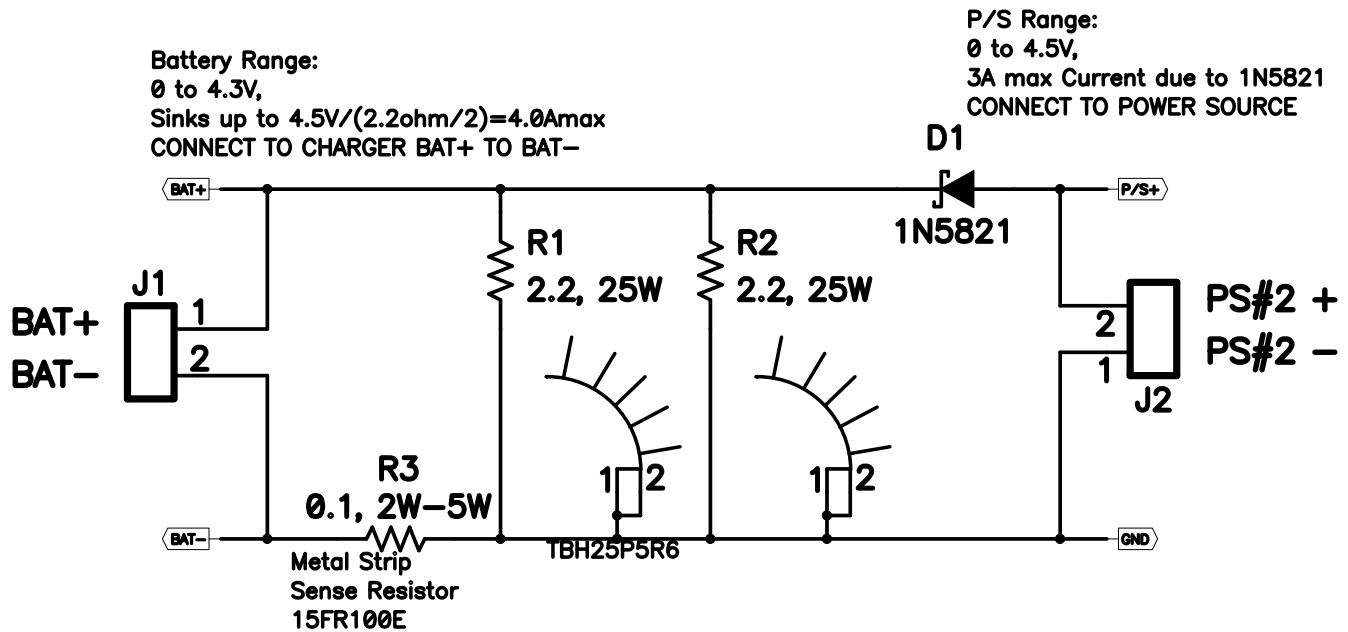 P/S Range:
0 to 4.5V,
3A max Current due to 1N5821
CONNECT TO POWER SOURCE
Battery Range:
0 to 4.3V,
Sinks up to 4.5V/(2.2ohm/2)=4.0Amax
CONNECT TO CHARGER BAT+ TO BAT-
D1
1N5821
BAT+
P/S+
R1
2.2, 25W
R2
2.2, 25W
J1
1
2
BAT+
BAT-
2
1
J2
PS#2 +
PS#2 -
R3
0.1, 2W-5W
1 2
1 2
BAT-
GND
TBH25P5R6
Metal Strip
Sense Resistor
15FR100E